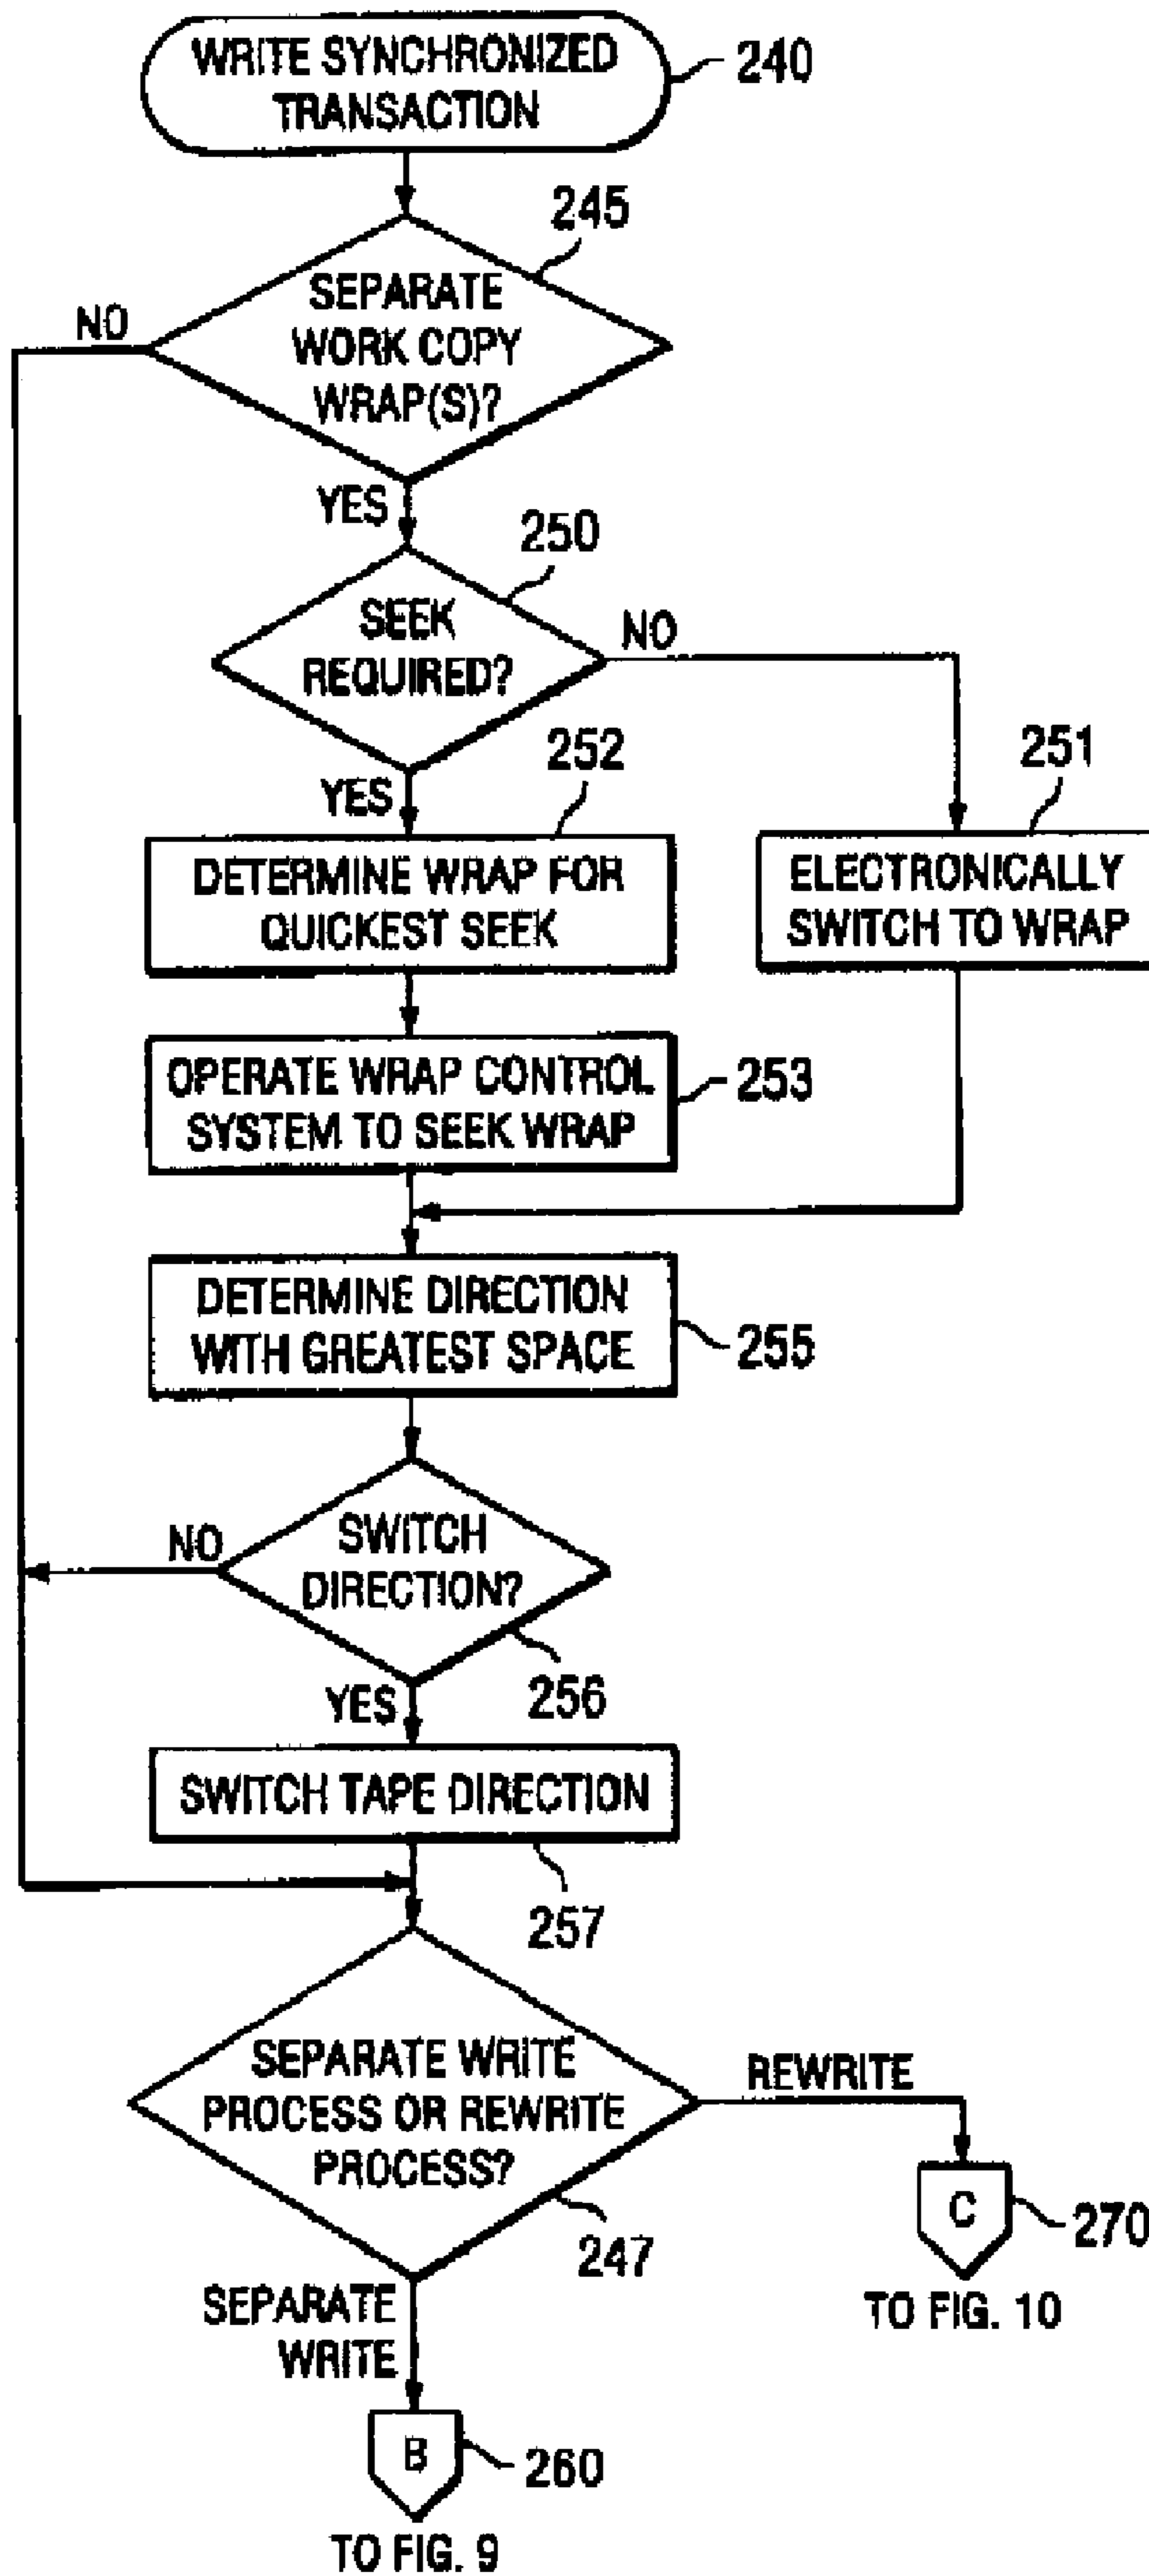 WRITE SYNCHRONIZED
TRANSACTION
240
245
SEPARATE
WORK COPY
WRAP(S)?
NO
YES
250
SEEK
REQUIRED?
NO
YES
252
251
DETERMINE WRAP FOR
QUICKEST SEEK
ELECTRONICALLY
SWITCH TO WRAP
OPERATE WRAP CONTROL
SYSTEM TO SEEK WRAP
253
DETERMINE DIRECTION
WITH GREATEST SPACE
255
SWITCH
DIRECTION?
NO
256
YES
SWITCH TAPE DIRECTION
257
SEPARATE WRITE
PROCESS OR REWRITE
PROCESS?
REWRITE
247
C
270
TO FIG. 10
SEPARATE
WRITE
B
260
TO FIG. 9